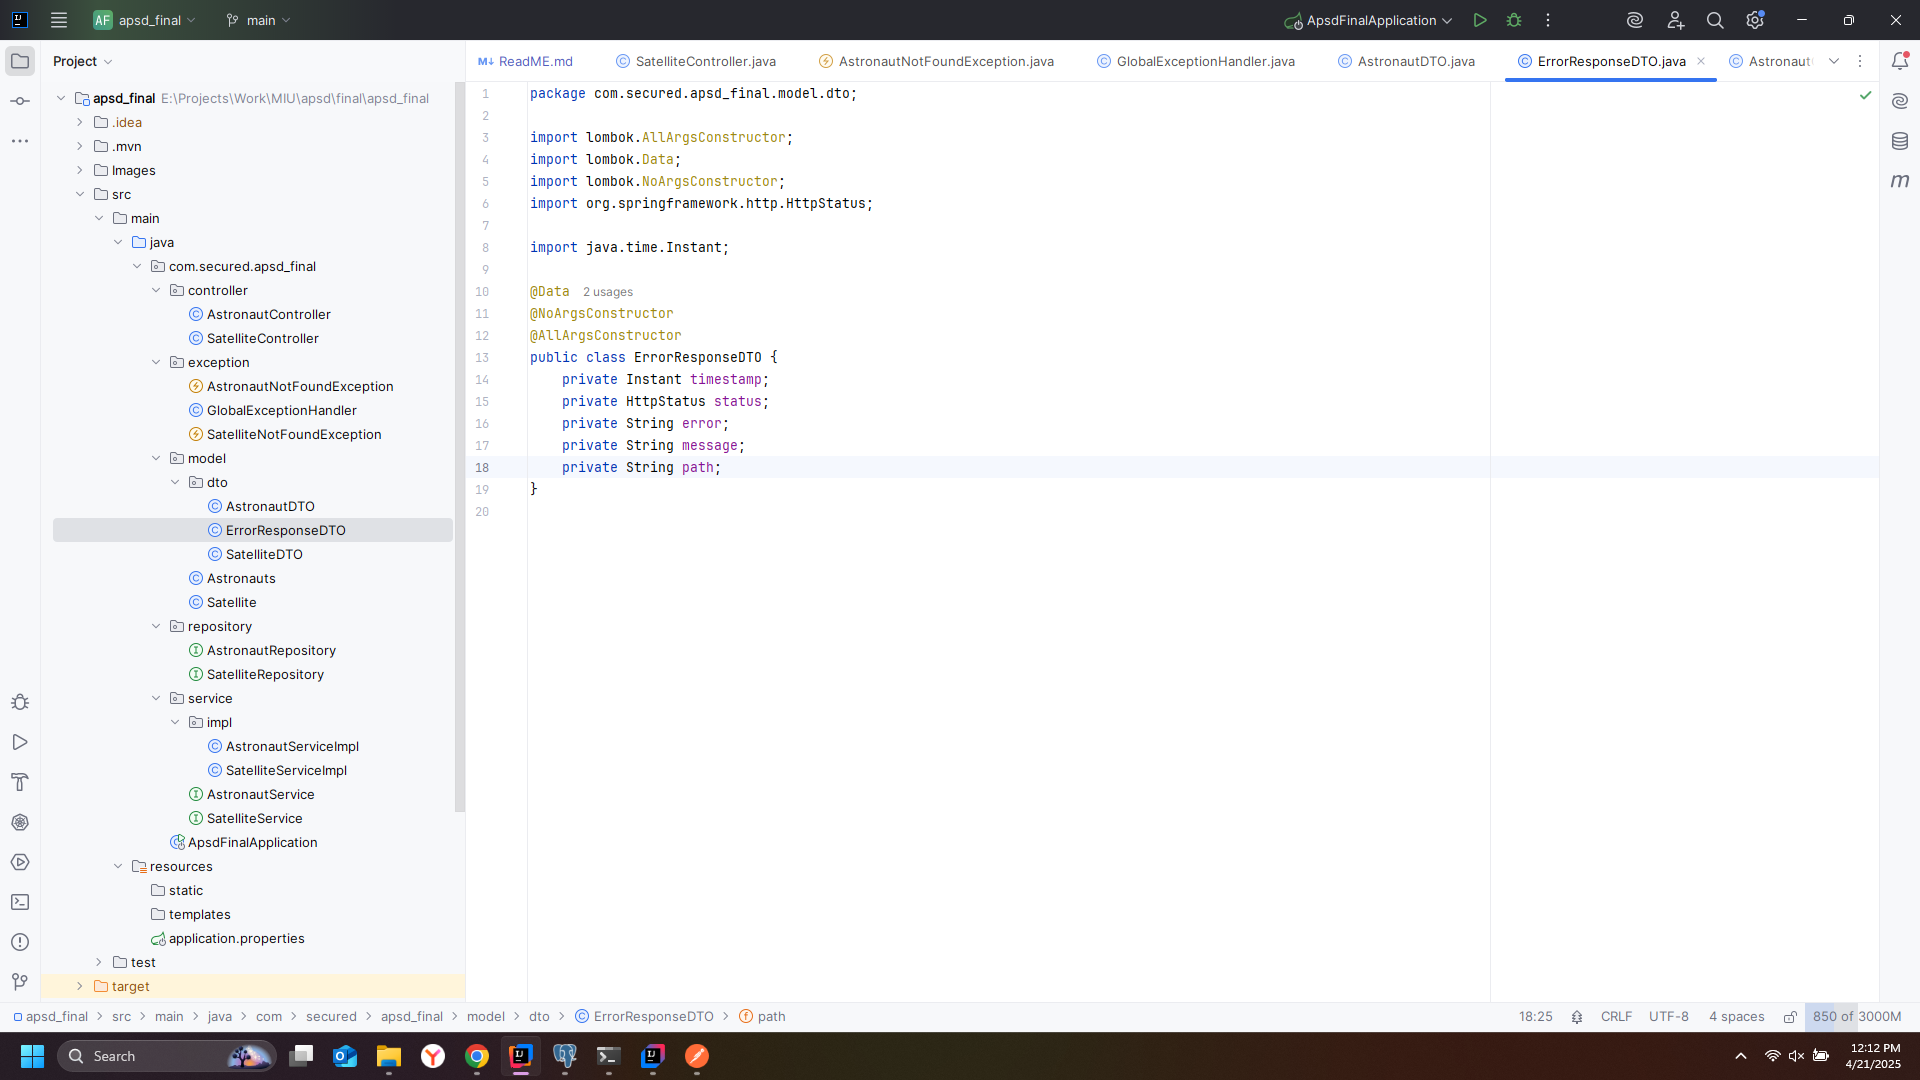 AF apsd_final main ApsdFinalApplication
Project
ReadME.md SatelliteController.java AstronautNotFoundException.java GlobalExceptionHandler.java AstronautDTO.java ErrorResponseDTO.java Astronaut
apsd_final E:\Projects\Work\MIU\apsd\final\apsd_final
.idea
.mvn
Images
src
main
java
com.secured.apsd_final
controller
AstronautController
SatelliteController
exception
AstronautNotFoundException
GlobalExceptionHandler
SatelliteNotFoundException
model
dto
AstronautDTO
ErrorResponseDTO
SatelliteDTO
Astronauts
Satellite
repository
AstronautRepository
SatelliteRepository
service
impl
AstronautServiceImpl
SatelliteServiceImpl
AstronautService
SatelliteService
ApsdFinalApplication
resources
static
templates
application.properties
test
target
1 package com.secured.apsd_final.model.dto;
2
3 import lombok.AllArgsConstructor;
4 import lombok.Data;
5 import lombok.NoArgsConstructor;
6 import org.springframework.http.HttpStatus;
7
8 import java.time.Instant;
9
10 @Data 2 usages
11 @NoArgsConstructor
12 @AllArgsConstructor
13 public class ErrorResponseDTO {
14 private Instant timestamp;
15 private HttpStatus status;
16 private String error;
17 private String message;
18 private String path;
19 }
20
apsd_final > src > main > java > com > secured > apsd_final > model > dto > ErrorResponseDTO > path 18:25 CRLF UTF-8 4 spaces 850 of 3000M
Search
12:12 PM
4/21/2025